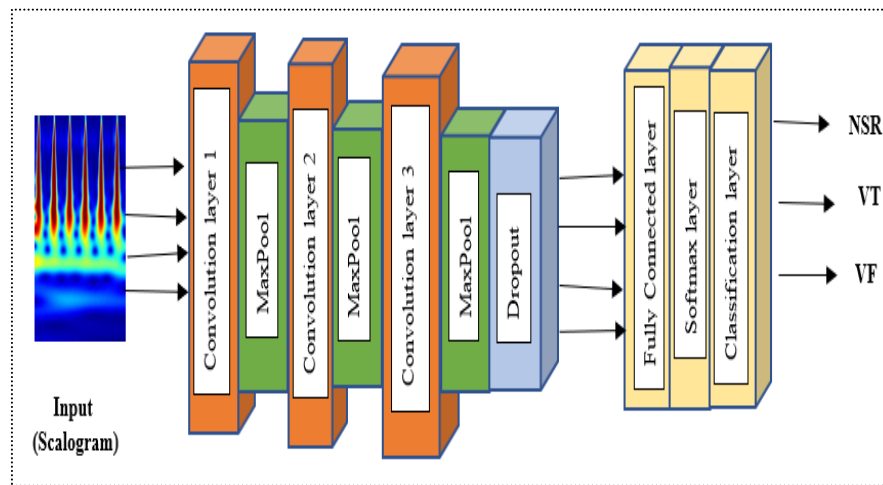 Input
(Scalogram)
Convolution layer 1
MaxPool
Convolution layer 2
MaxPool
Convolution layer 3
MaxPool
Dropout
Fully Connected layer
Softmax layer
Classification layer
NSR
VT
VF